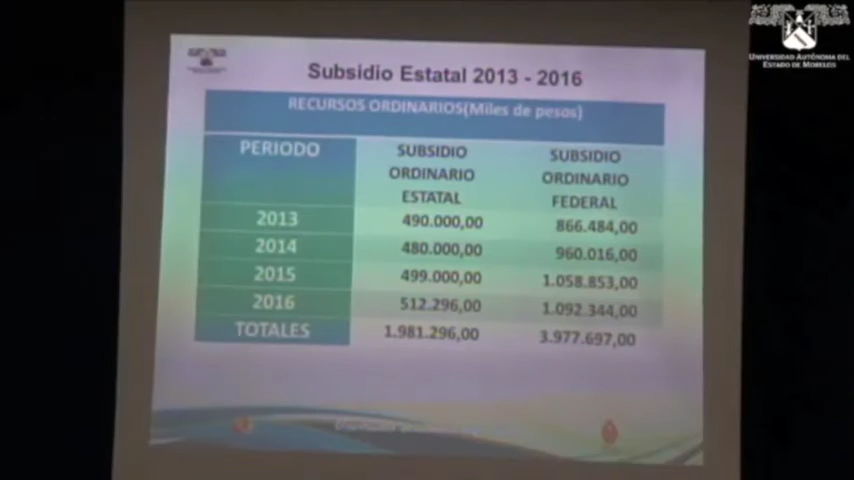 UNIVERSIDAD AUTÓNOMA DEL
ESTADO DE MORELOS
Subsidio Estatal 2013 - 2016
RECURSOS ORDINARIOS(Miles de pesos)
PERIODO SUBSIDIO ORDINARIO ESTATAL SUBSIDIO ORDINARIO FEDERAL
2013 490.000,00 866.484,00
2014 480.000,00 960.016,00
2015 499.000,00 1.058.853,00
2016 512.296,00 1.092.344,00
TOTALES 1.981.296,00 3.977.697,00